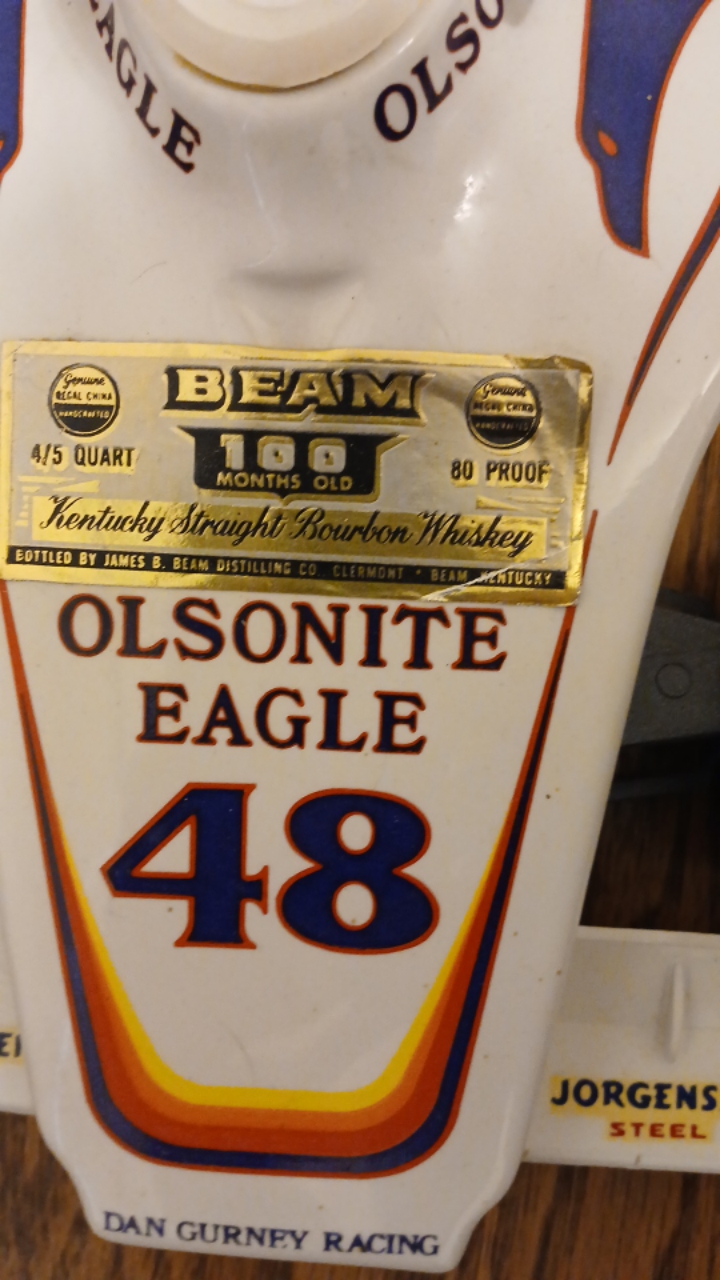 EAGLE
OLSO
Genuine
REGAL CHINA
HANDCRAFTED
BEAM
Genuine
REGAL CHINA
HANDCRAFTED
4/5 QUART
100
MONTHS OLD
80 PROOF
Kentucky Straight Bourbon Whiskey
BOTTLED BY JAMES B. BEAM DISTILLING CO. CLERMONT • BEAM, KENTUCKY
OLSONITE
EAGLE
48
JORGENS
STEEL
DAN GURNEY RACING